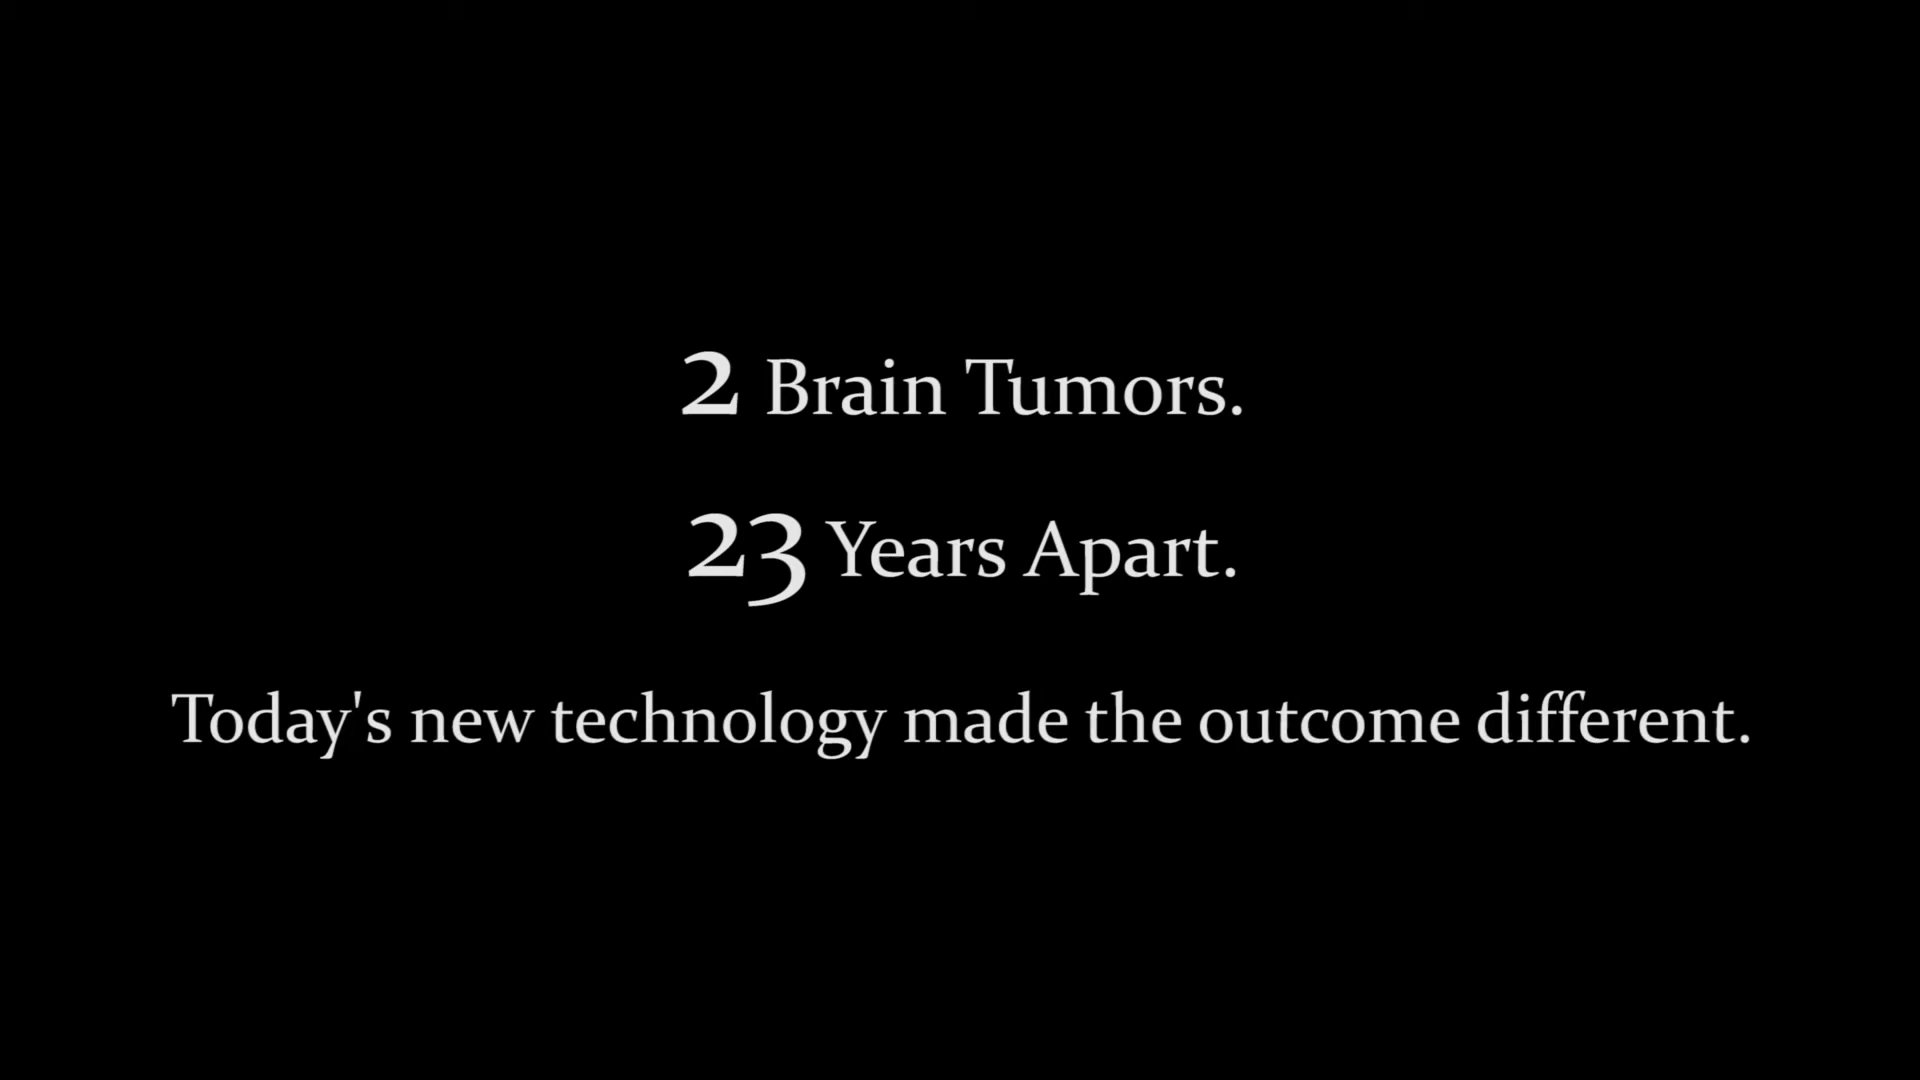 2 Brain Tumors.
23 Years Apart.
Today's new technology made the outcome different.